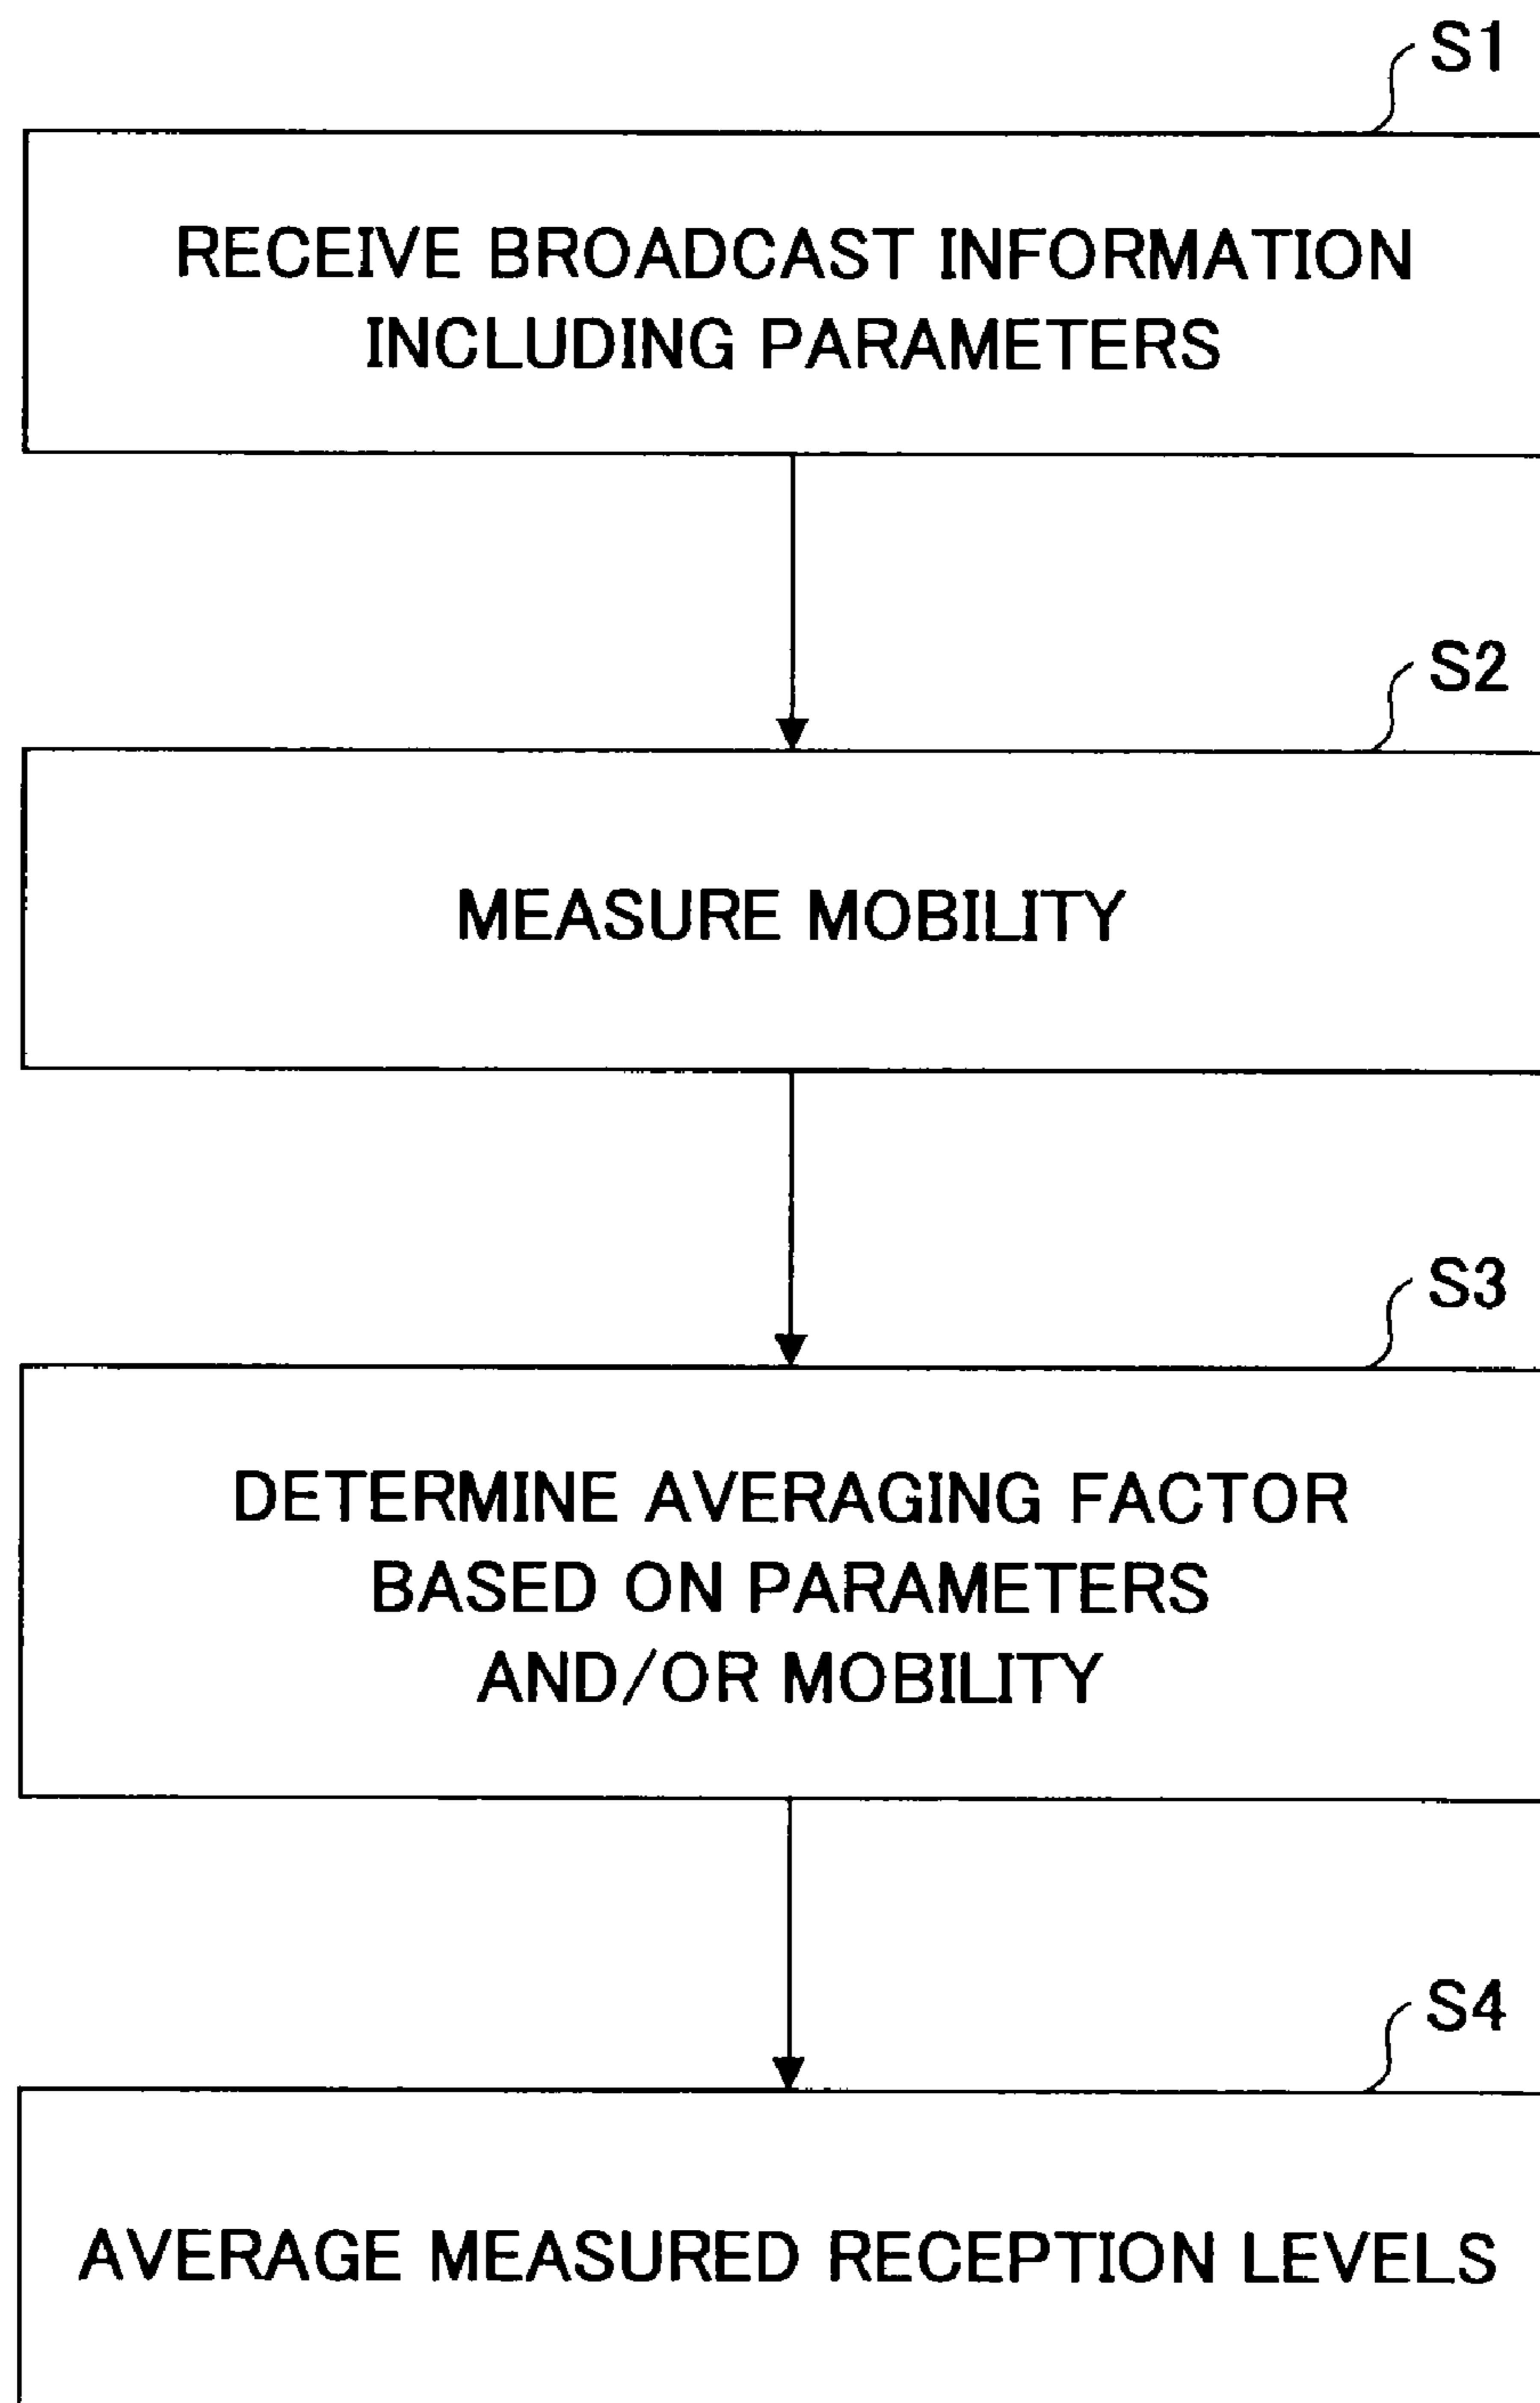 S1
RECEIVE BROADCAST INFORMATION
INCLUDING PARAMETERS
S2
MEASURE MOBILITY
S3
DETERMINE AVERAGING FACTOR
BASED ON PARAMETERS
AND/OR MOBILITY
S4
AVERAGE MEASURED RECEPTION LEVELS